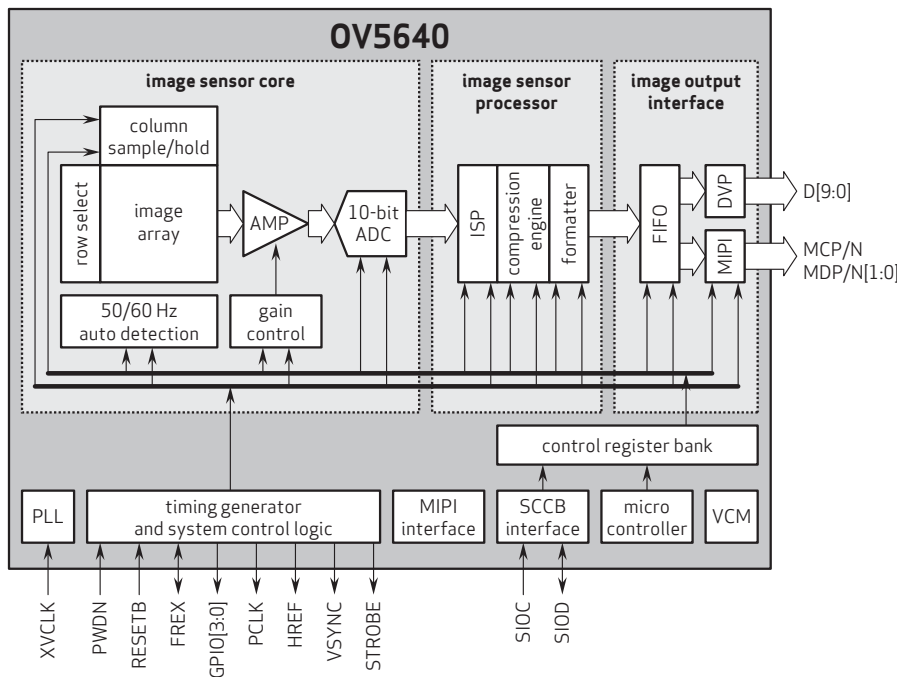 OV5640
image sensor core
image sensor
processor
image output
interface
column
sample/hold
row select
image
array
AMP
10-bit
ADC
ISP
compression
engine
formatter
FIFO
DVP
MIPI
D[9:0]
MCP/N
MDP/N[1:0]
50/60 Hz
auto detection
gain
control
control register bank
PLL
timing generator
and system control logic
MIPI
interface
SCCB
interface
micro
controller
VCM
XVCLK
PWDN
RESETB
FREX
GPIO[3:0]
PCLK
HREF
VSYNC
STROBE
SIOC
SIOD